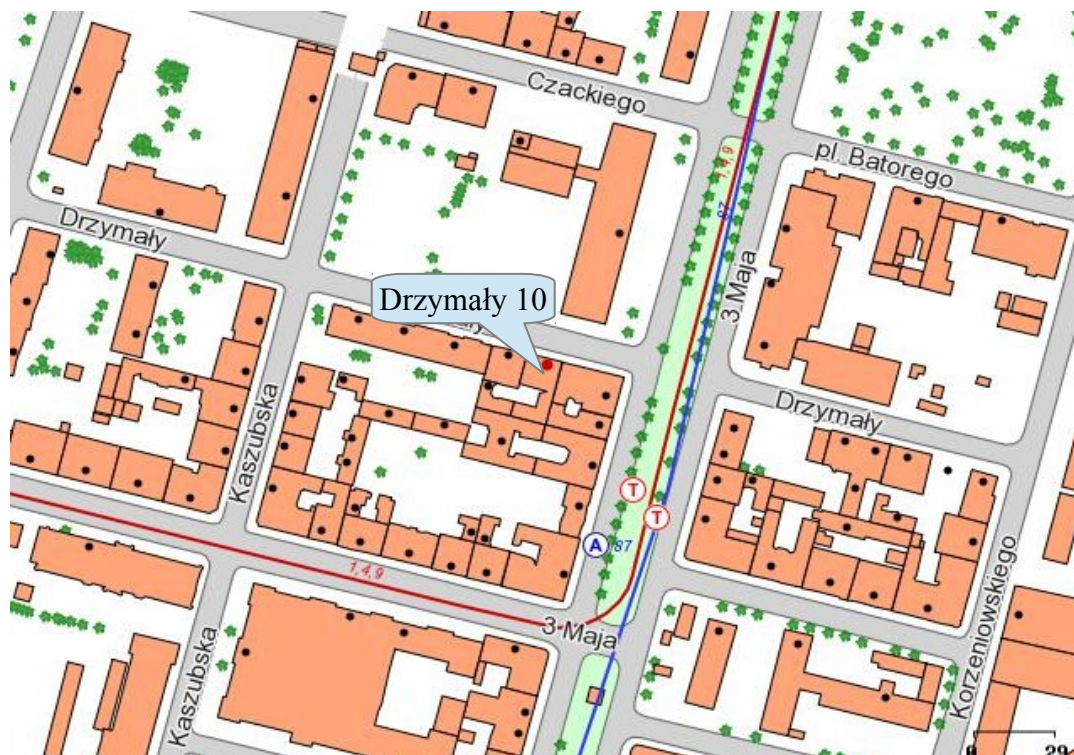 Czackiego
pl. Batorego
1,4,9
87
Drzymały
Drzymały 10
3 Maja
Drzymały
Kaszubska
T
T
A
87
1,4,9
3 Maja
Kaszubska
Korzeniowskiego
0